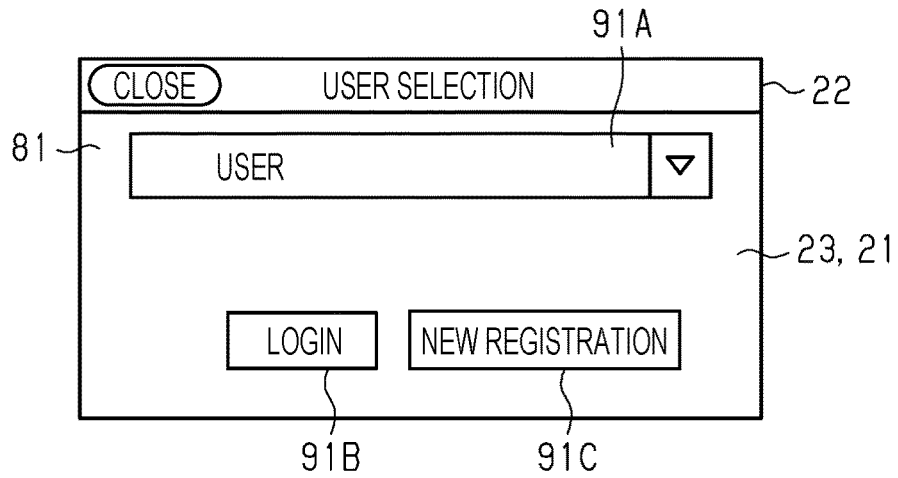 91A
CLOSE USER SELECTION
22
81
USER
23, 21
LOGIN NEW REGISTRATION
91B 91C